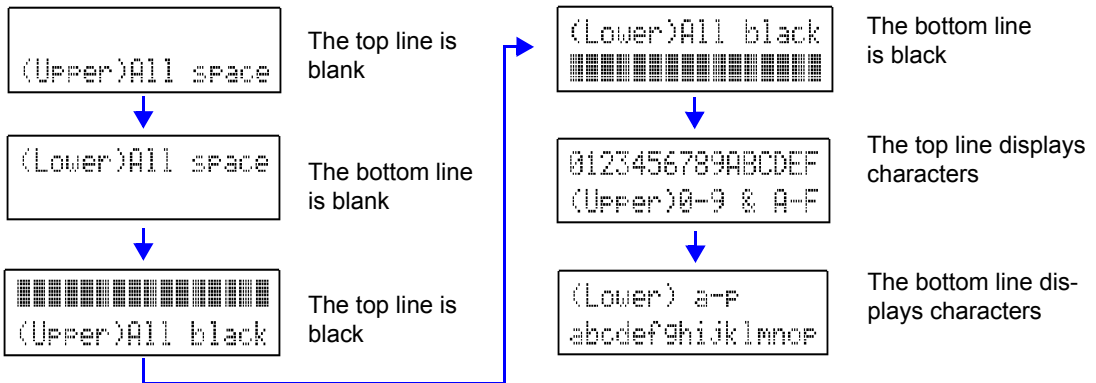 (Upper)All space
The top line is
blank
(Lower)All space
The bottom line
is blank
(Upper)All black
The top line is
black
(Lower)All black
The bottom line
is black
0123456789ABCDEF
(Upper)0-9 & A-F
The top line displays
characters
(Lower) a-p
abcdefghijklmnop
The bottom line dis-
plays characters